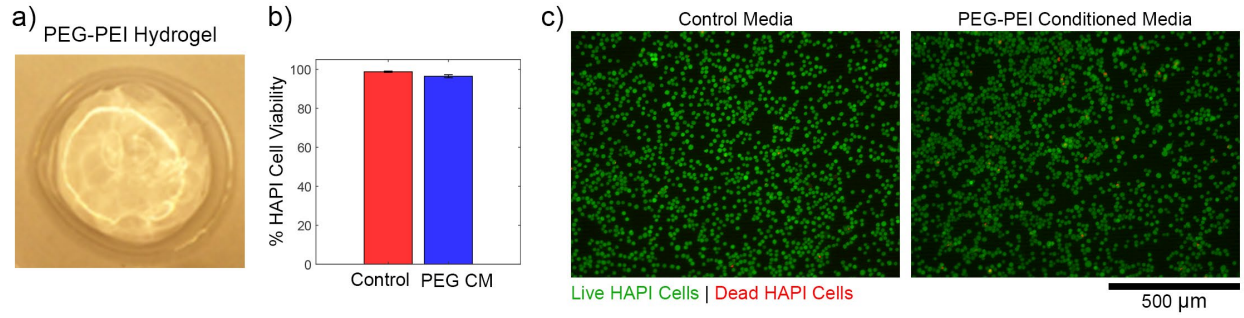 a)
PEG-PEI Hydrogel
b)
% HAPI Cell Viability
100
80
60
40
20
0
Control
PEG CM
c)
Control Media
PEG-PEI Conditioned Media
Live HAPI Cells | Dead HAPI Cells
500 µm